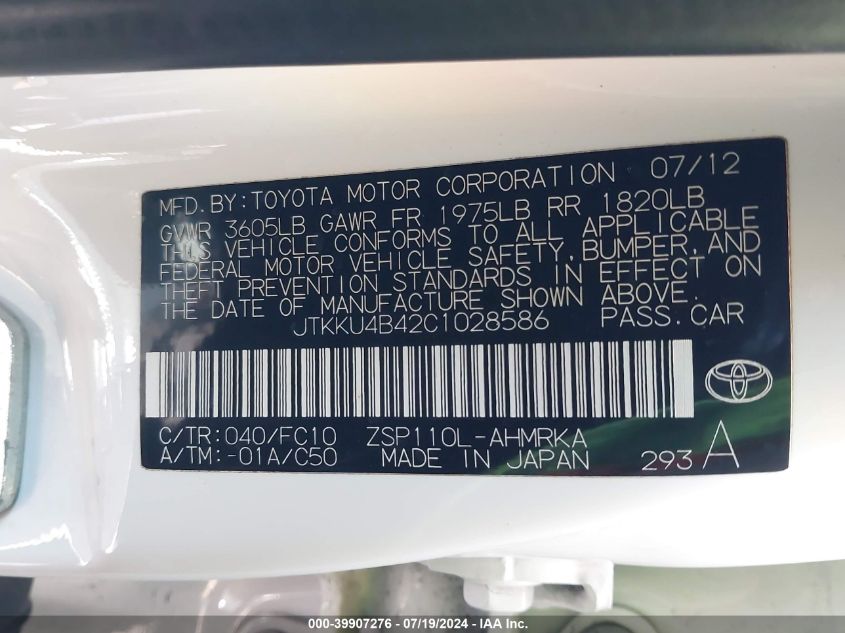 MFD.BY:TOYOTA MOTOR CORPORATION 07/12
GVWR 3605LB GAWR FR 1975LB RR 1820LB
THIS VEHICLE CONFORMS TO ALL APPLICABLE
FEDERAL MOTOR VEHICLE SAFETY,BUMPER,AND
THEFT PREVENTION STANDARDS IN EFFECT ON
THE DATE OF MANUFACTURE SHOWN ABOVE.
JTKKU4B42C1028586 PASS.CAR
C/TR:040/FC10 ZSP110L-AHMRKA
A/TM:-01A/C50 MADE IN JAPAN 293 A
000-39907276 - 07/19/2024 - IAA Inc.